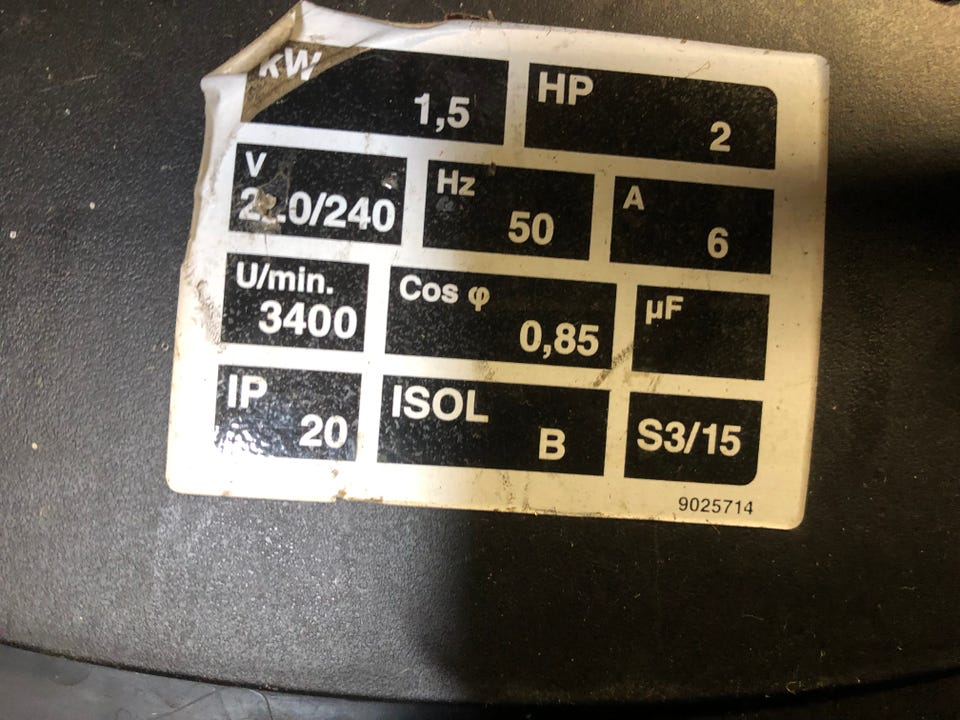 kW HP
1,5 2
V Hz A
/240 50 6
U/min. Cos φ µF
3400 0,85
IP ISOL
20 B S3/15
9025714